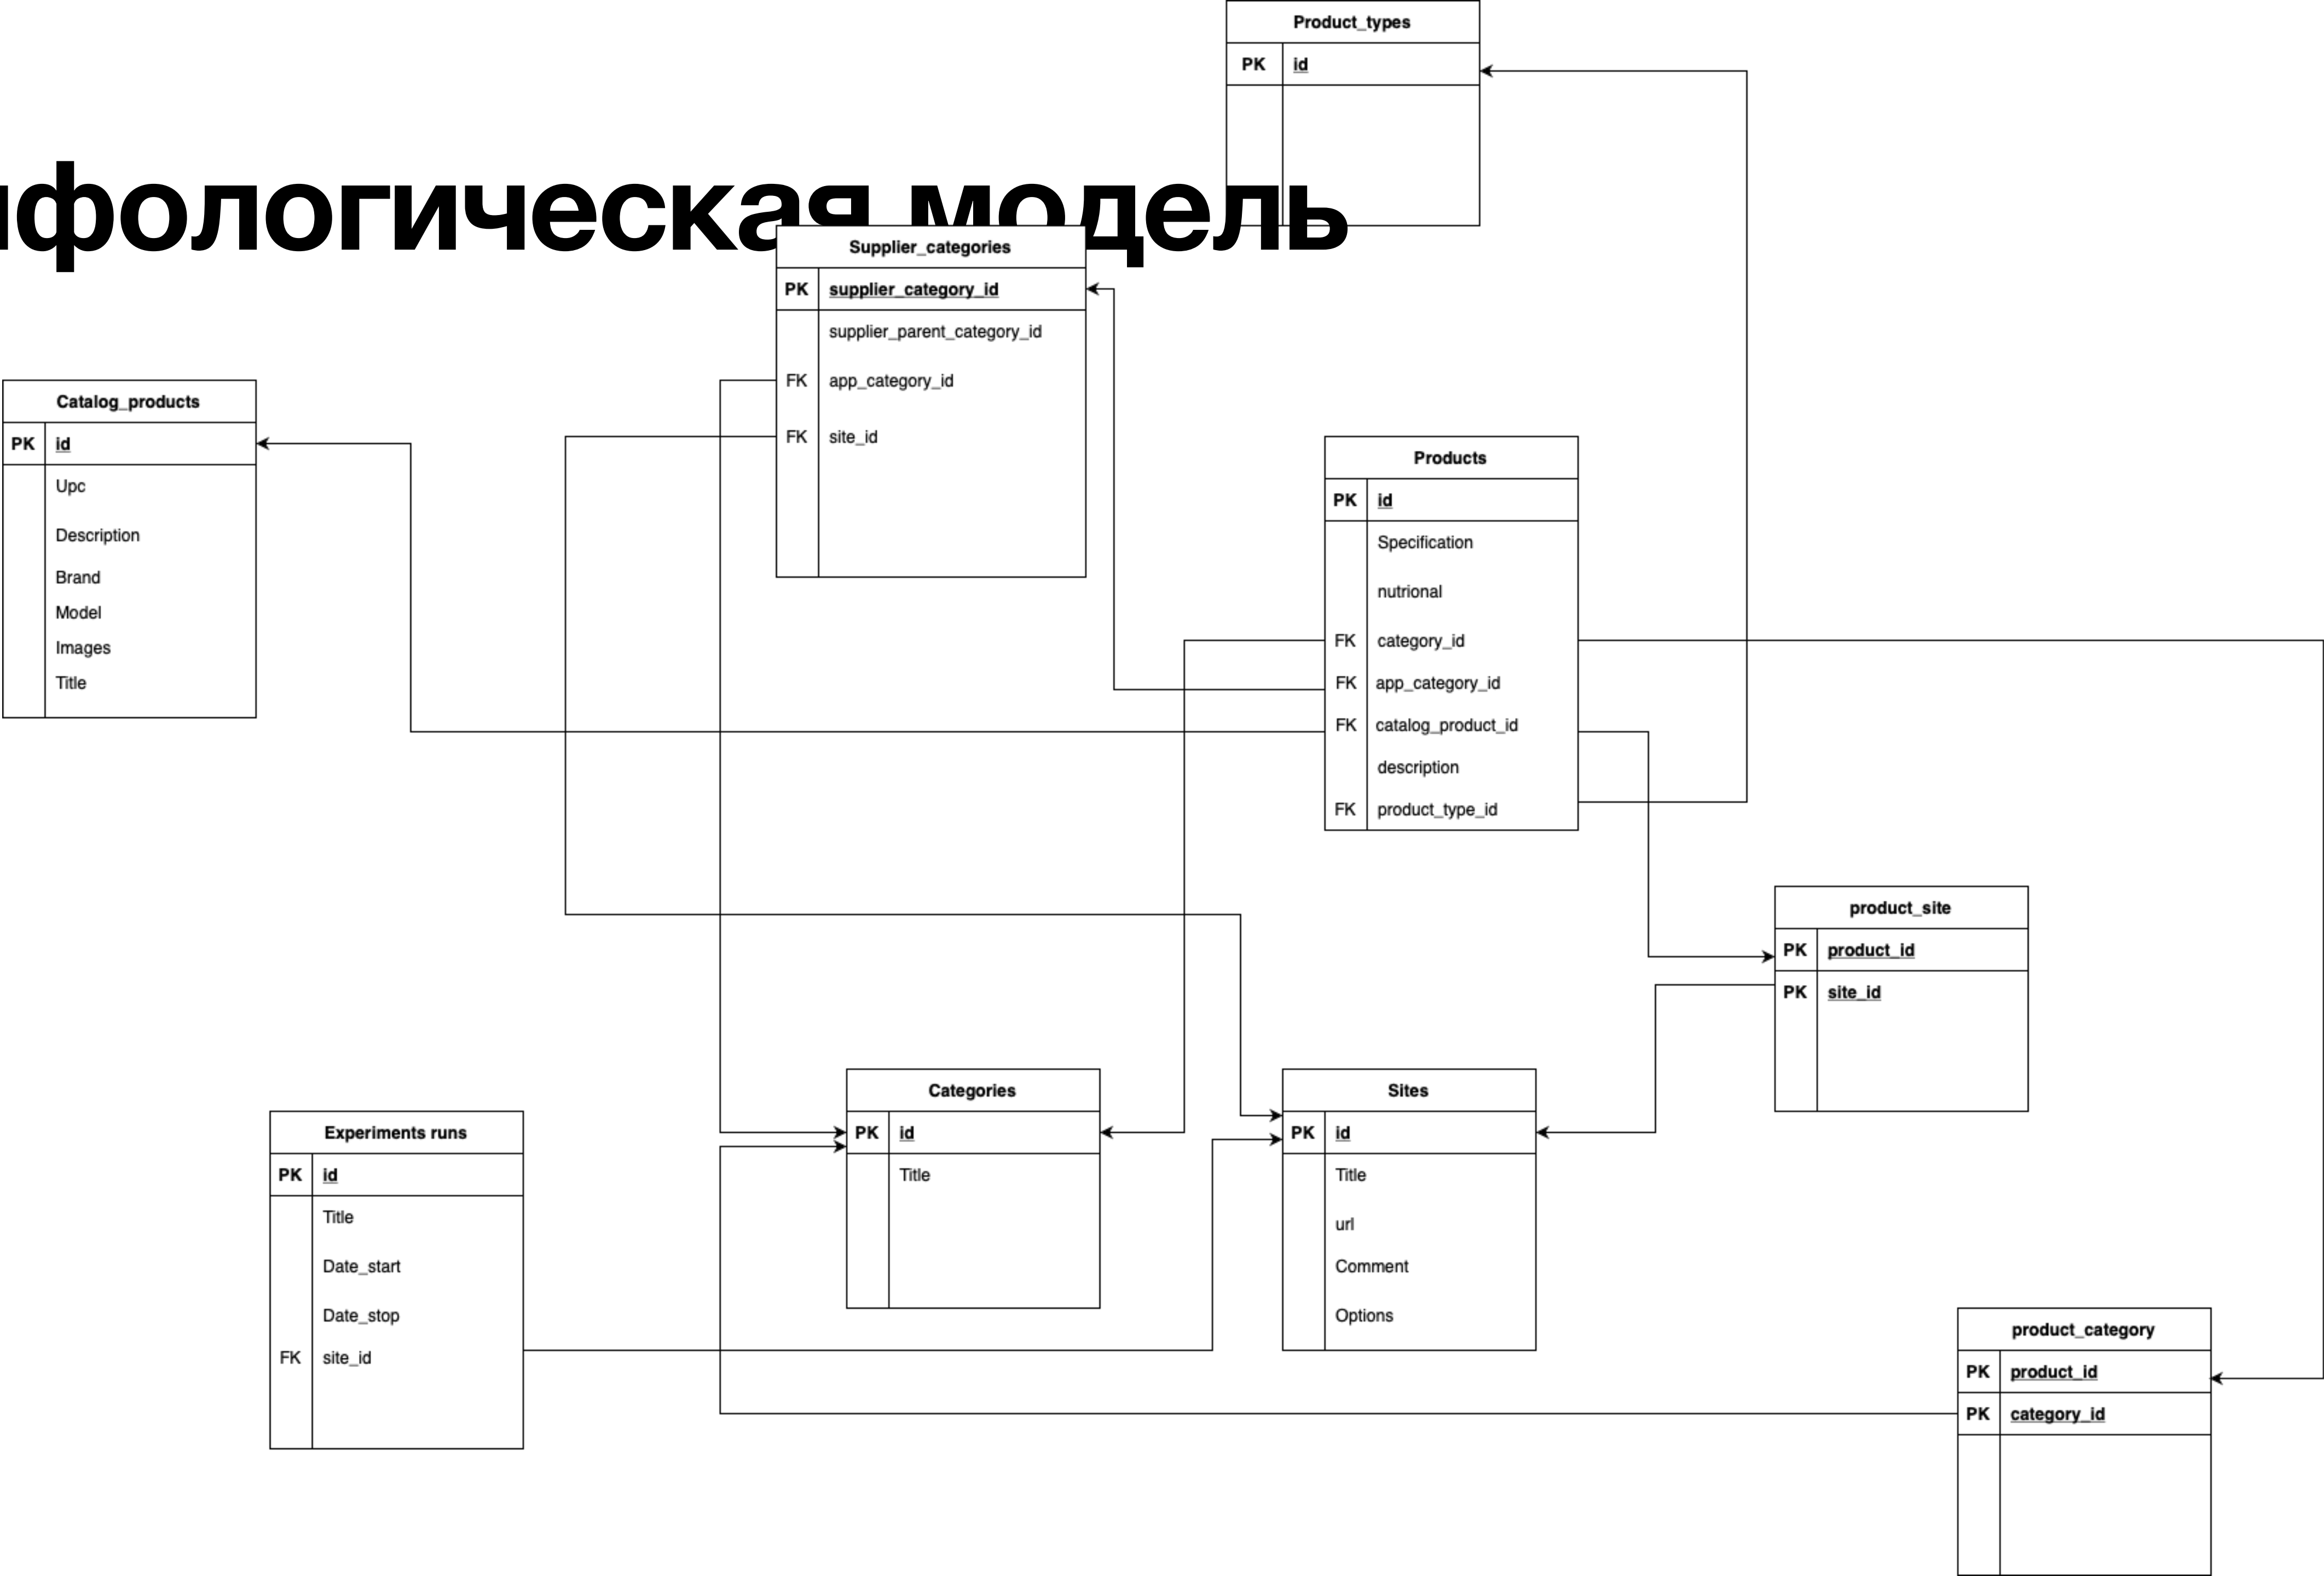 Product_types
PK id
фологическая модель
Supplier_categories
PK supplier_category_id
supplier_parent_category_id
FK app_category_id
FK site_id
Catalog_products
PK id
Upc
Description
Brand
Model
Images
Title
Products
PK id
Specification
nutrional
FK category_id
FK app_category_id
FK catalog_product_id
description
FK product_type_id
product_site
PK product_id
PK site_id
Categories
PK id
Title
Sites
PK id
Title
url
Comment
Options
Experiments runs
PK id
Title
Date_start
Date_stop
FK site_id
product_category
PK product_id
PK category_id